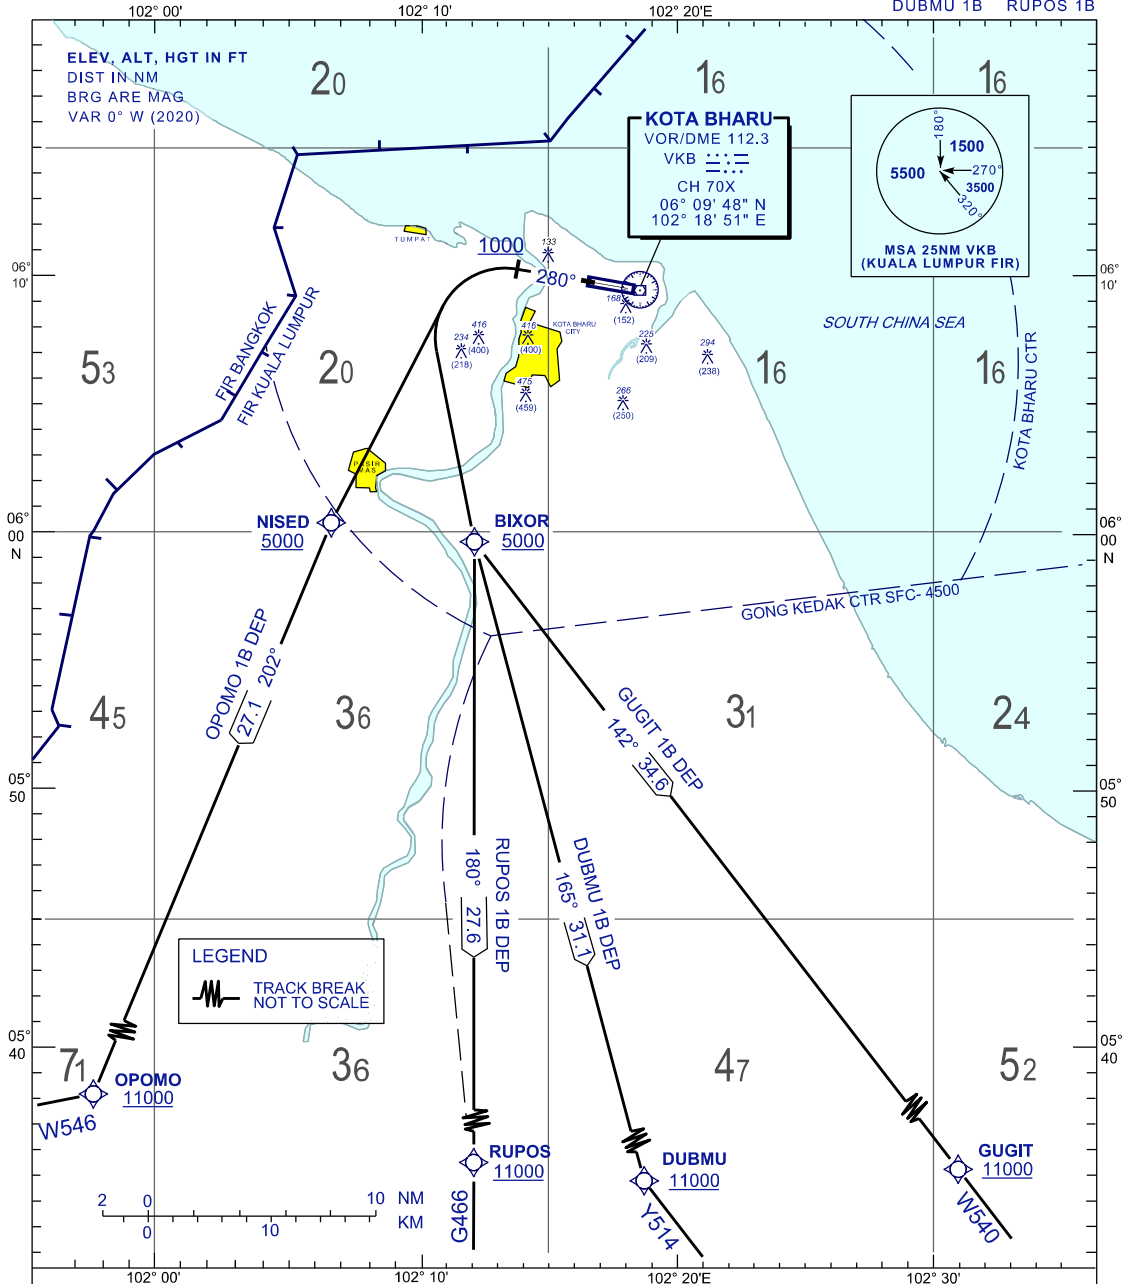 DUBMU 1B RUPOS 1B
102° 00'
102° 10'
102° 20'E
ELEV, ALT, HGT IN FT
DIST IN NM
BRG ARE MAG
VAR 0° W (2020)
20
16
16
KOTA BHARU
VOR/DME 112.3
VKB
CH 70X
06° 09' 48" N
102° 18' 51" E
180°
1500
270°
5500
3500
320°
MSA 25NM VKB
(KUALA LUMPUR FIR)
TUMPAT
1000
133
280°
06°
10'
06°
10'
168
(152)
FIR BANGKOK
FIR KUALA LUMPUR
416
(400)
234
(218)
416
(400)
KOTA BHARU
CITY
225
(209)
294
(238)
SOUTH CHINA SEA
53
20
16
16
475
(459)
266
(250)
KOTA BHARU CTR
PASIR
MAS
NISED
5000
BIXOR
5000
06°
00
N
06°
00
N
GONG KEDAK CTR SFC- 4500
OPOMO 1B DEP
27.1 202°
45
36
31
24
GUGIT 1B DEP
142° 34.6
05°
50
05°
50
RUPOS 1B DEP
180° 27.6
DUBMU 1B DEP
165° 31.1
LEGEND
TRACK BREAK
NOT TO SCALE
05°
40
05°
40
71
36
47
52
OPOMO
11000
W546
RUPOS
11000
G466
DUBMU
11000
Y514
GUGIT
11000
W540
2 0 10 NM
0 10 KM
102° 00'
102° 10'
102° 20'E
102° 30'